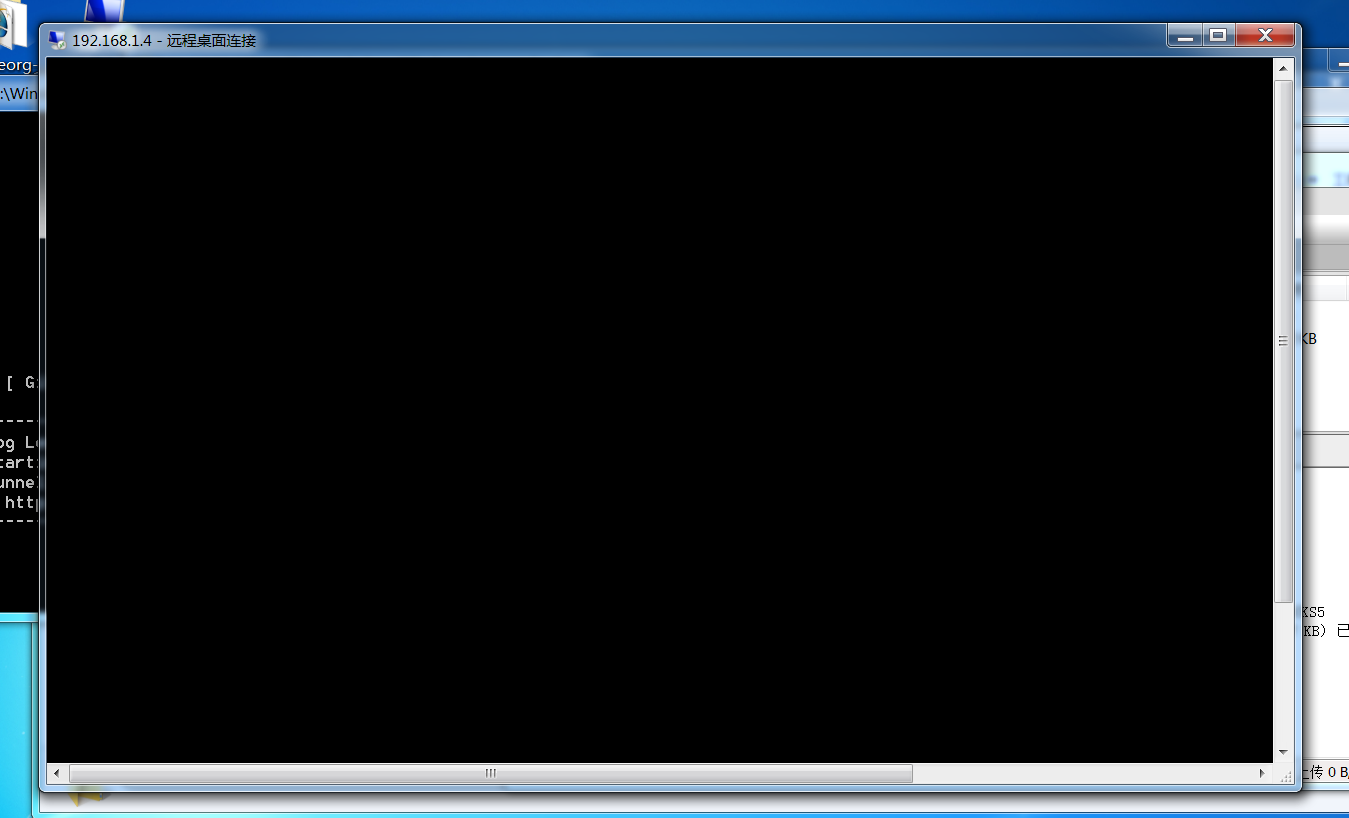 192.168.1.4 - 远程桌面连接
eorg-
:\Win
KB
[ G
----
og L
tart
unne
http
----
KS5
KB) 已
上传 0 B